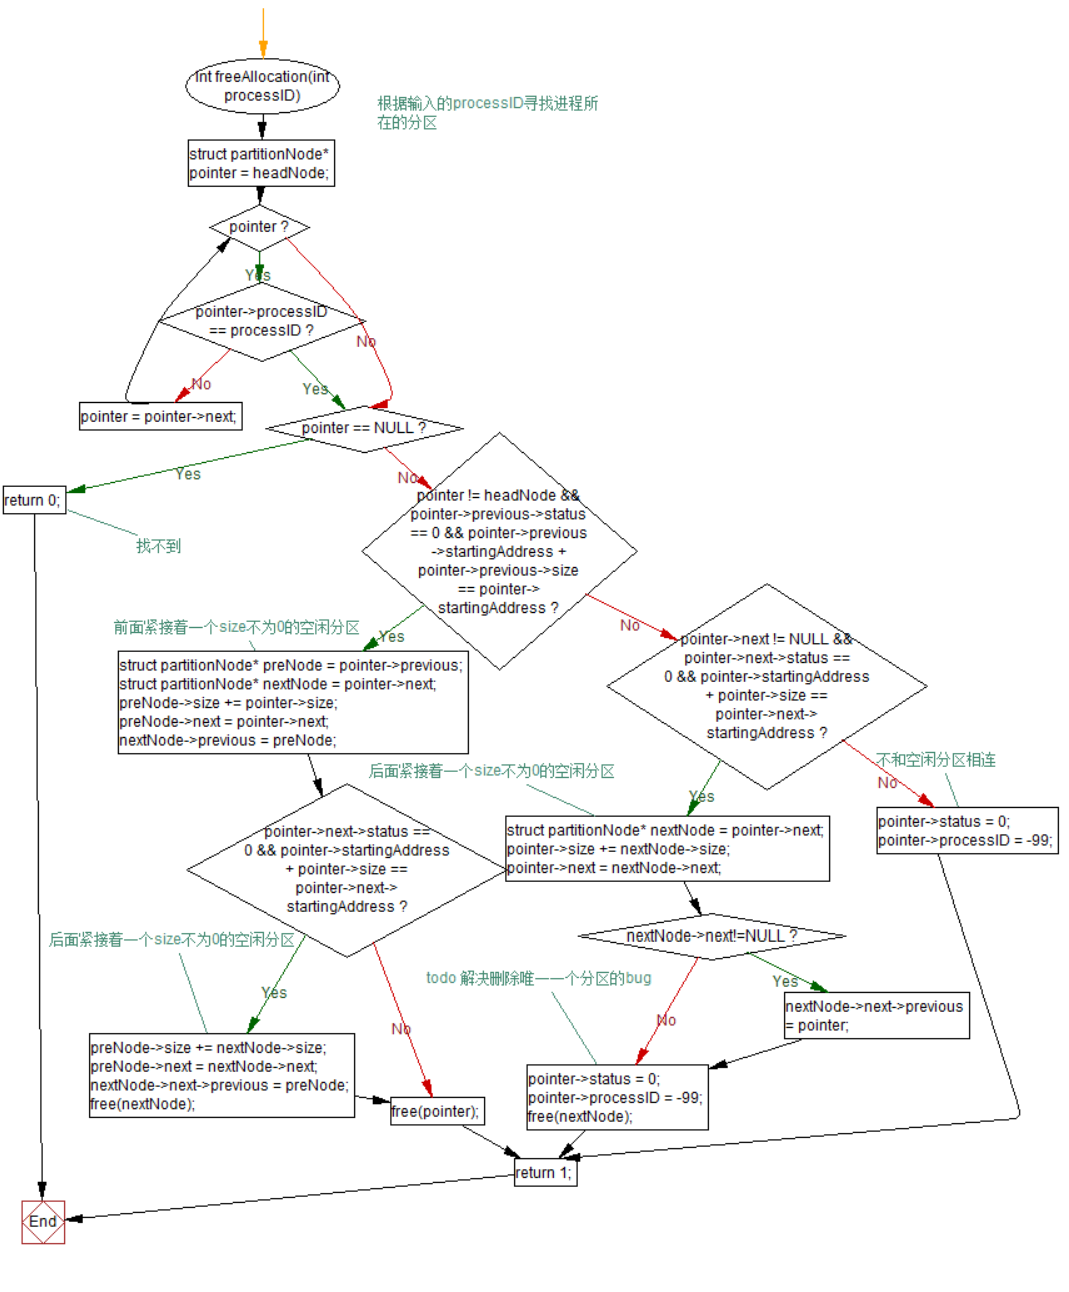 int freeAllocation(int
processID)
根据输入的processID寻找进程所
在的分区
struct partitionNode*
pointer = headNode;
pointer ?
Yes
pointer->processID
== processID ?
No
No
Yes
pointer = pointer->next;
pointer == NULL ?
Yes
No
return 0;
找不到
pointer != headNode &&
pointer->previous->status
== 0 && pointer->previous
->startingAddress +
pointer->previous->size
== pointer->
startingAddress ?
前面紧接着一个size不为0的空闲分区
Yes
No
struct partitionNode* preNode = pointer->previous;
struct partitionNode* nextNode = pointer->next;
preNode->size += pointer->size;
preNode->next = pointer->next;
nextNode->previous = preNode;
pointer->next != NULL &&
pointer->next->status ==
0 && pointer->startingAddress
+ pointer->size ==
pointer->next->
startingAddress ?
后面紧接着一个size不为0的空闲分区
Yes
不和空闲分区相连
No
pointer->next->status ==
0 && pointer->startingAddress
+ pointer->size ==
pointer->next->
startingAddress ?
struct partitionNode* nextNode = pointer->next;
pointer->size += nextNode->size;
pointer->next = nextNode->next;
pointer->status = 0;
pointer->processID = -99;
后面紧接着一个size不为0的空闲分区
nextNode->next!=NULL ?
Yes
No
todo 解决删除唯一一个分区的bug
No
Yes
nextNode->next->previous
= pointer;
preNode->size += nextNode->size;
preNode->next = nextNode->next;
nextNode->next->previous = preNode;
free(nextNode);
free(pointer);
pointer->status = 0;
pointer->processID = -99;
free(nextNode);
return 1;
End